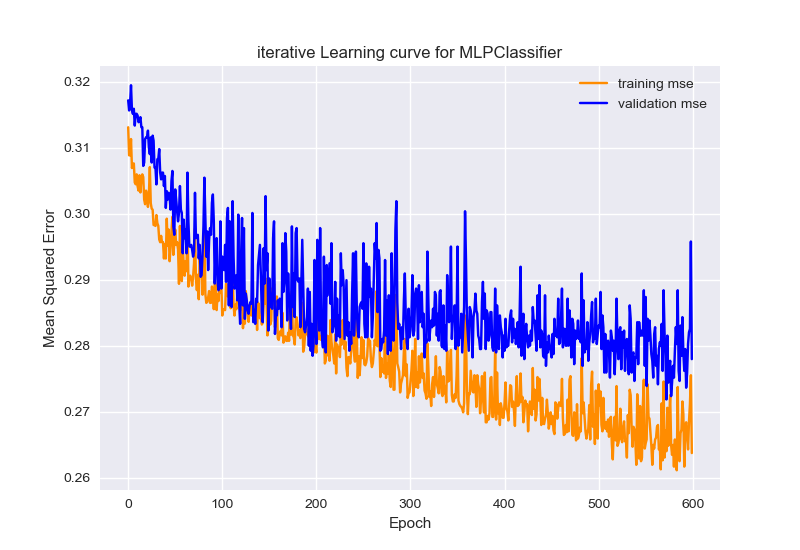 iterative Learning curve for MLPClassifier
training mse
validation mse
Mean Squared Error
0.32
0.31
0.30
0.29
0.28
0.27
0.26
0 100 200 300 400 500 600
Epoch